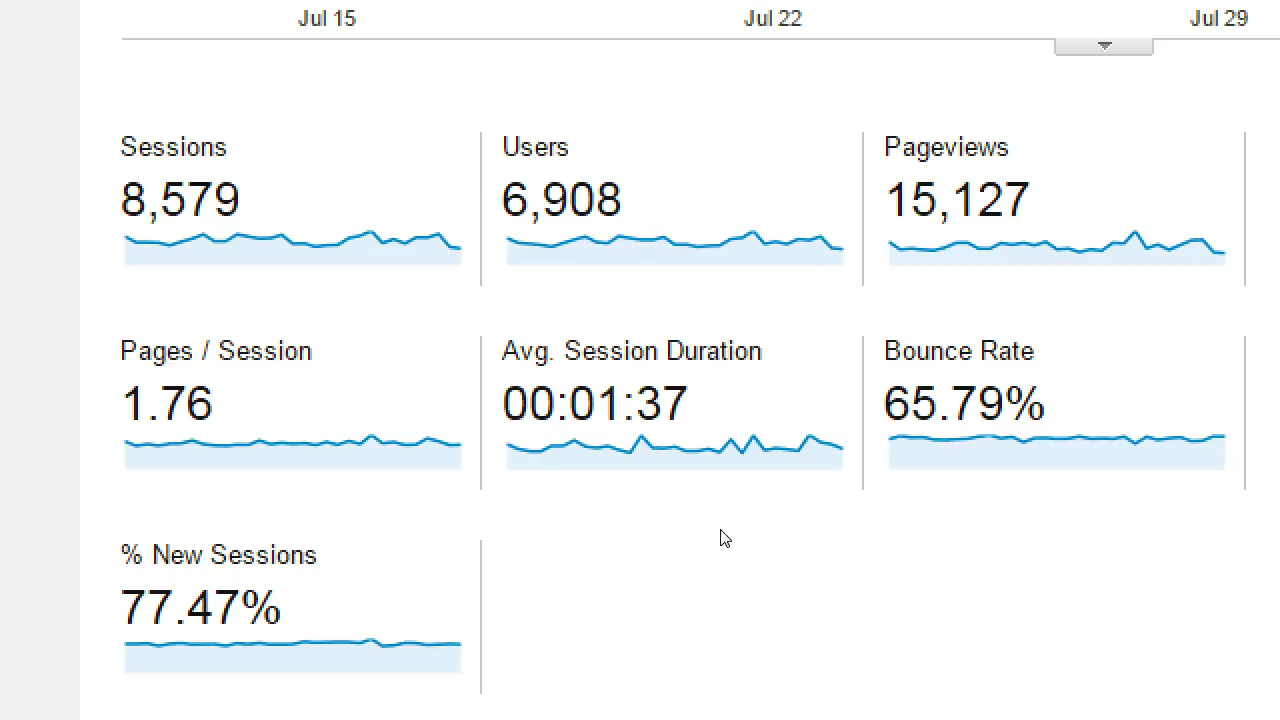 Jul 15 Jul 22 Jul 29
Sessions Users Pageviews
8,579 6,908 15,127
Pages / Session Avg. Session Duration Bounce Rate
1.76 00:01:37 65.79%
% New Sessions
77.47%